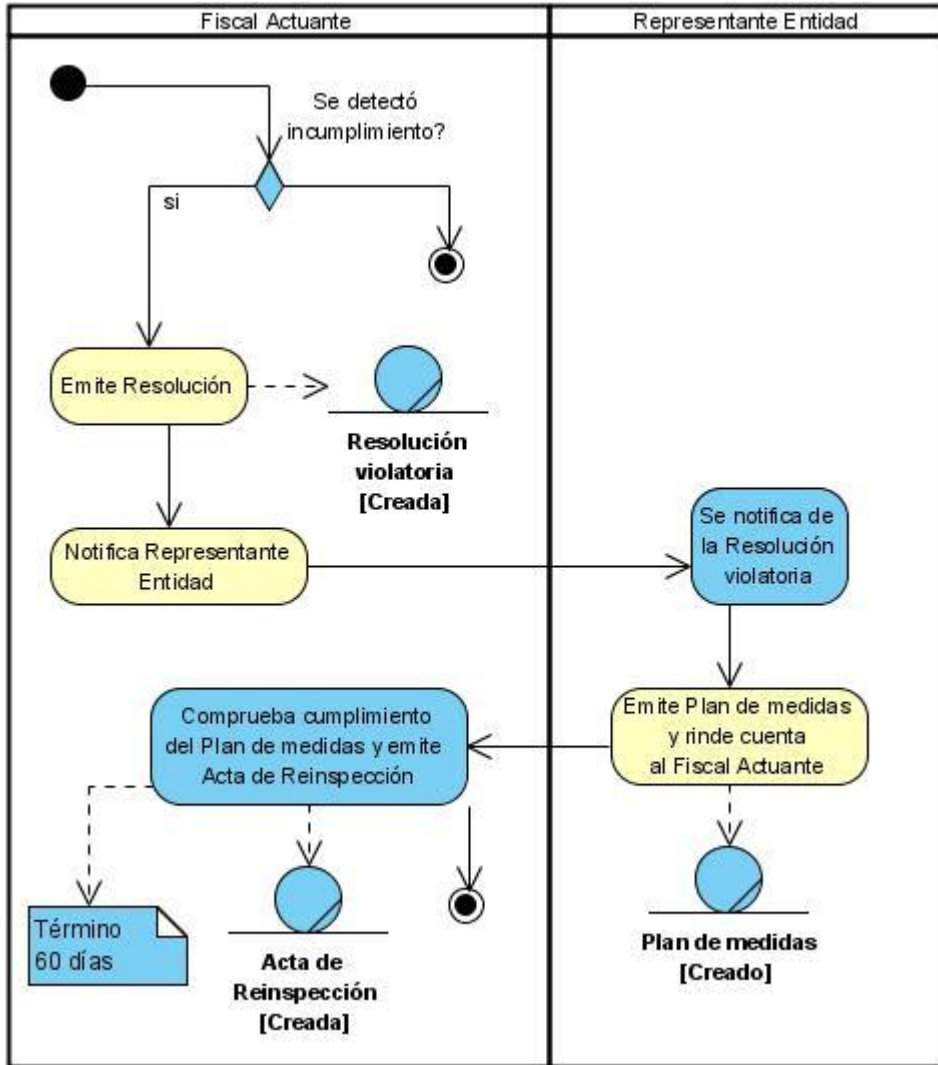 Fiscal Actuante
Representante Entidad
Se detectó
incumplimiento?
si
Emite Resolución
Resolución
violatoria
[Creada]
Notifica Representante
Entidad
Se notifica de
la Resolución
violatoria
Emite Plan de medidas
y rinde cuenta
al Fiscal Actuante
Comprueba cumplimiento
del Plan de medidas y emite
Acta de Reinspección
Término
60 días
Acta de
Reinspección
[Creada]
Plan de medidas
[Creado]